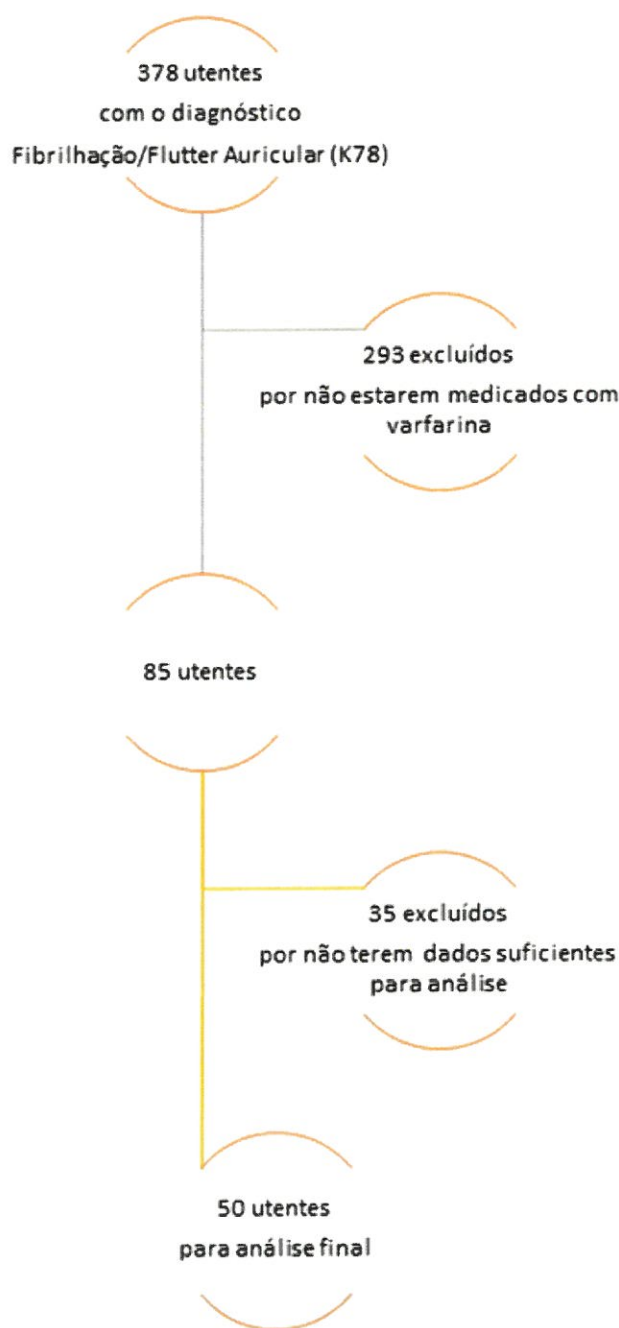 378 utentes
com o diagnóstico
Fibrilhação/Flutter Auricular (K78)
293 excluídos
por não estarem medicados com
varfarina
85 utentes
35 excluídos
por não terem dados suficientes
para análise
50 utentes
para análise final